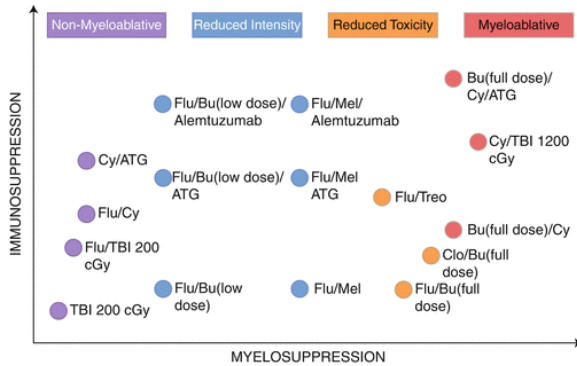 Non-Myeloablative
Reduced Intensity
Reduced Toxicity
Myeloablative
IMMUNOSUPPRESSION
Bu(full dose)/
Cy/ATG
Flu/Bu(low dose)/
Alemtuzumab
Flu/Mel/
Alemtuzumab
Cy/TBI 1200
cGy
Cy/ATG
Flu/Bu(low dose)/
ATG
Flu/Mel
ATG
Flu/Treo
Flu/Cy
Bu(full dose)/Cy
Flu/TBI 200
cGy
Clo/Bu(full
dose)
Flu/Bu(low
dose)
Flu/Mel
Flu/Bu(full
dose)
TBI 200 cGy
MYELOSUPPRESSION